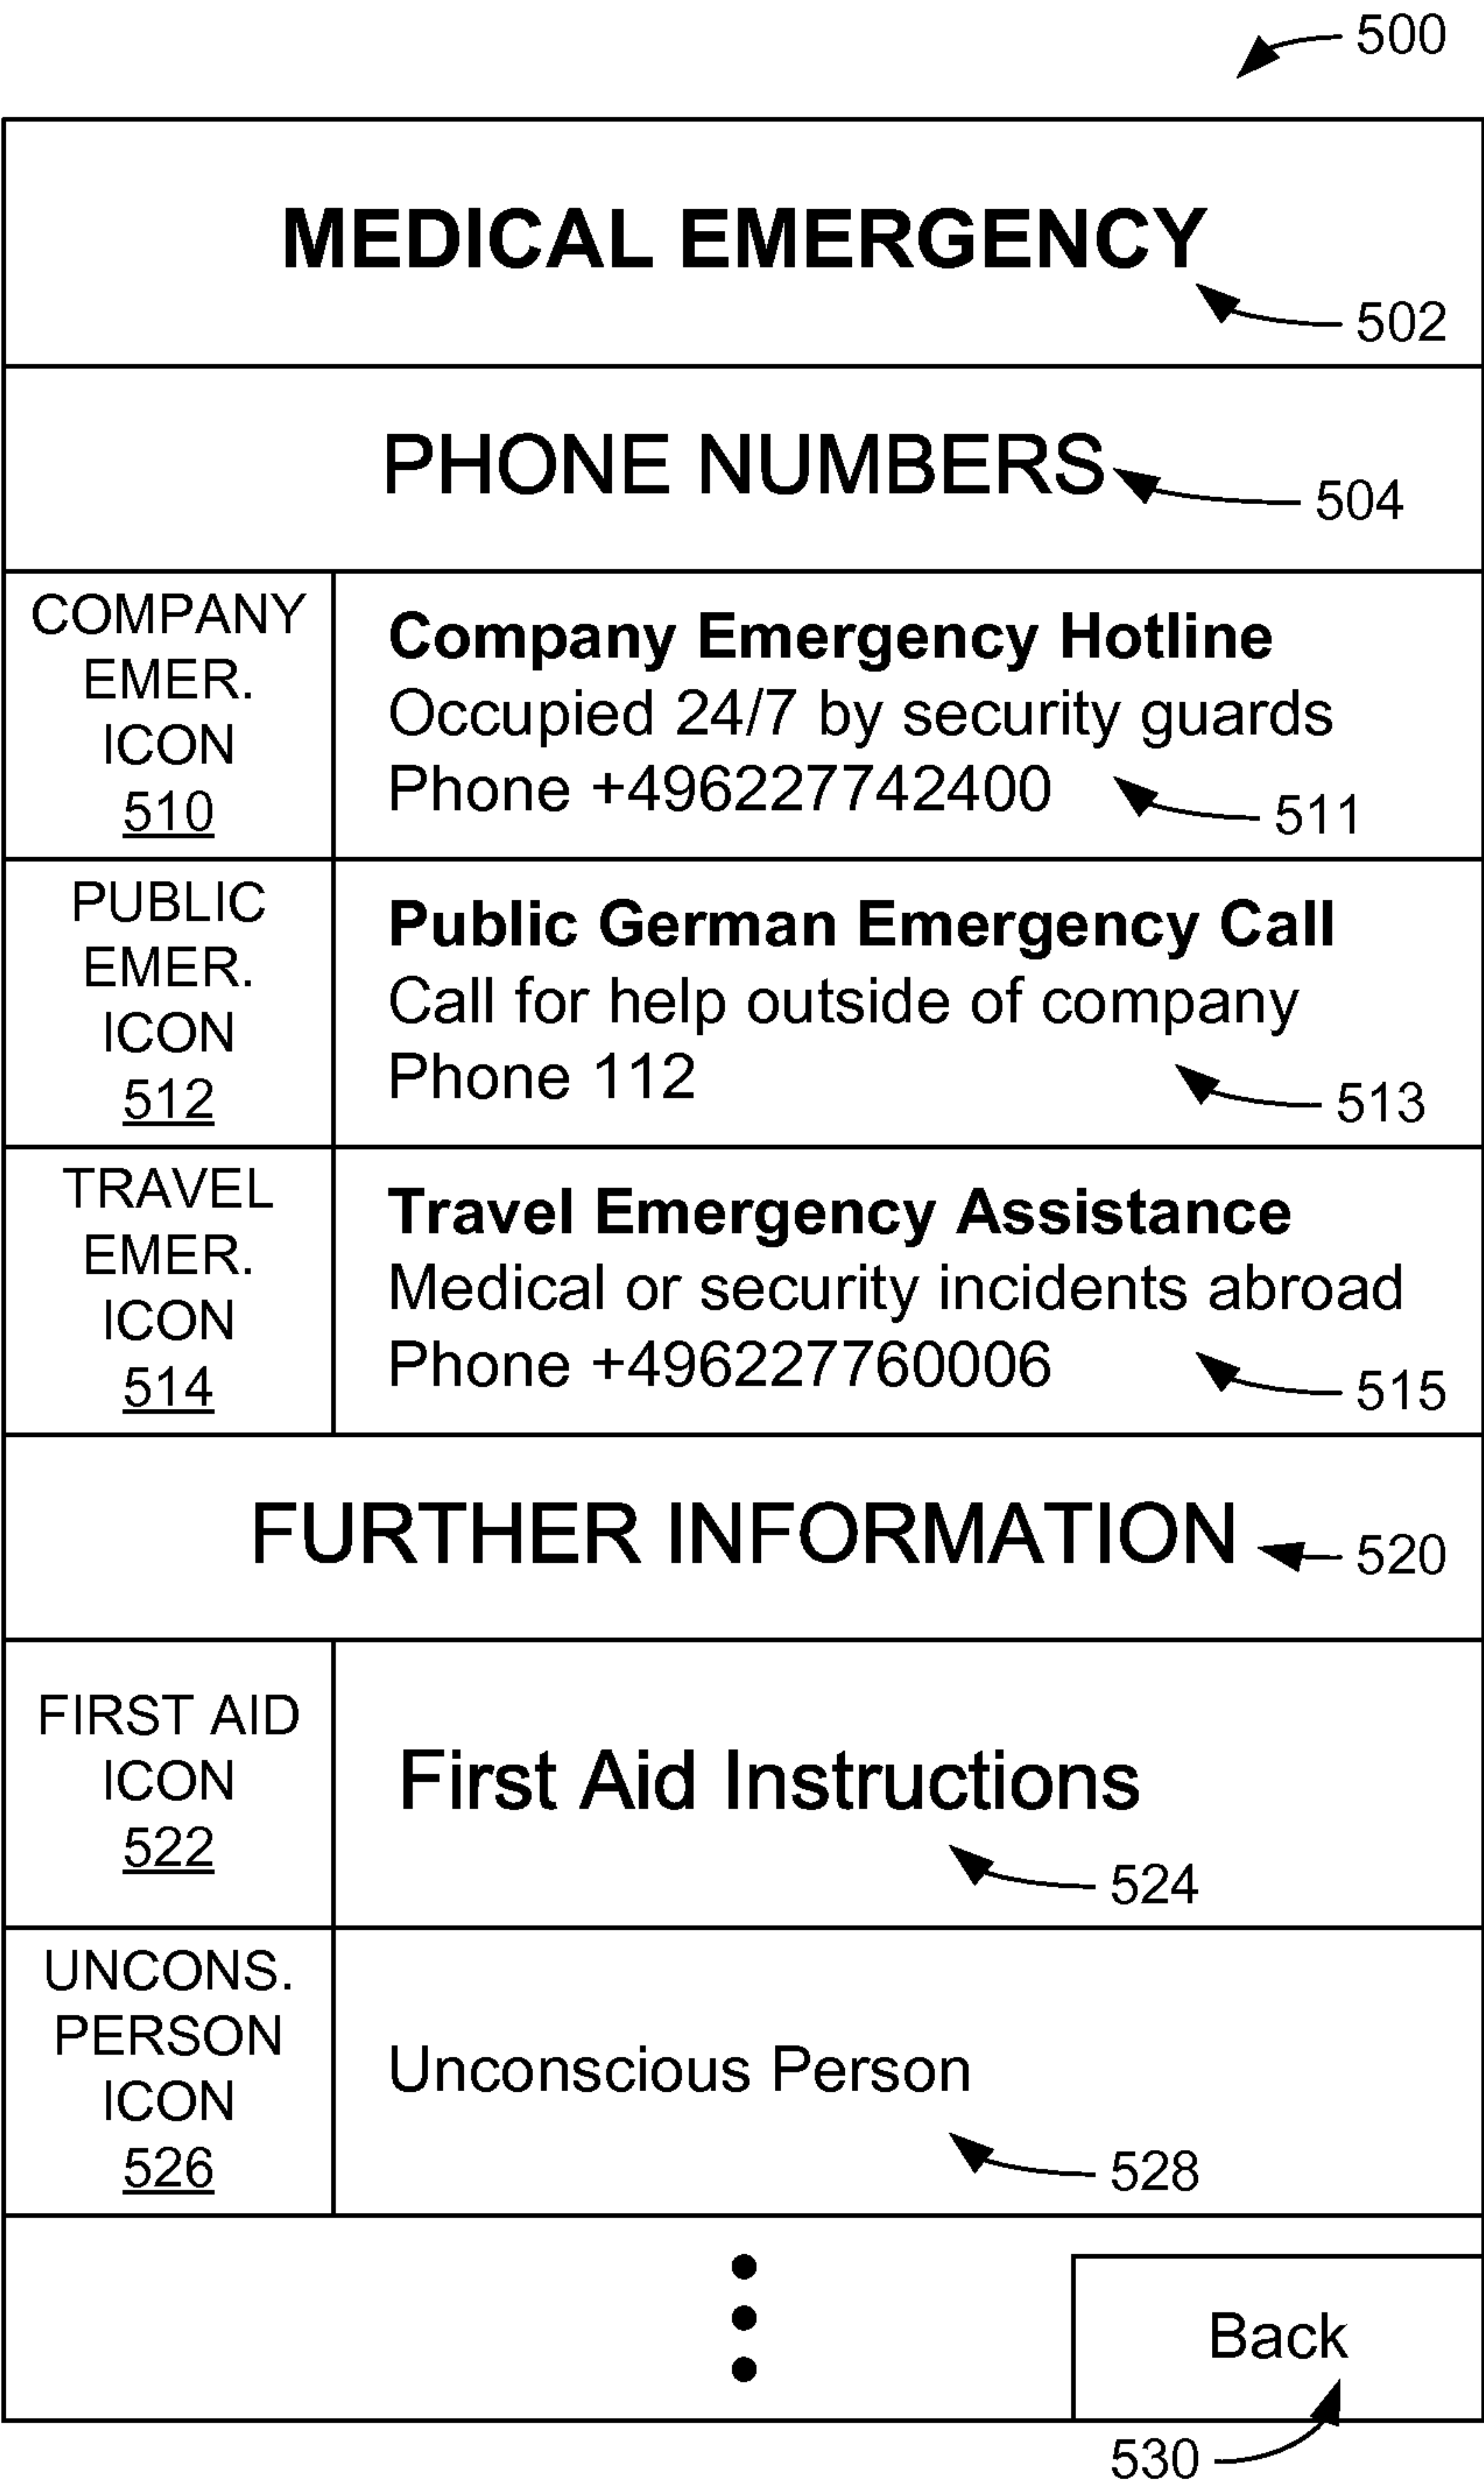 500
MEDICAL EMERGENCY
502
PHONE NUMBERS
504
COMPANY
EMER.
ICON
510
Company Emergency Hotline
Occupied 24/7 by security guards
Phone +496227742400
511
PUBLIC
EMER.
ICON
512
Public German Emergency Call
Call for help outside of company
Phone 112
513
TRAVEL
EMER.
ICON
514
Travel Emergency Assistance
Medical or security incidents abroad
Phone +496227760006
515
FURTHER INFORMATION
520
FIRST AID
ICON
522
First Aid Instructions
524
UNCONS.
PERSON
ICON
526
Unconscious Person
528
Back
530